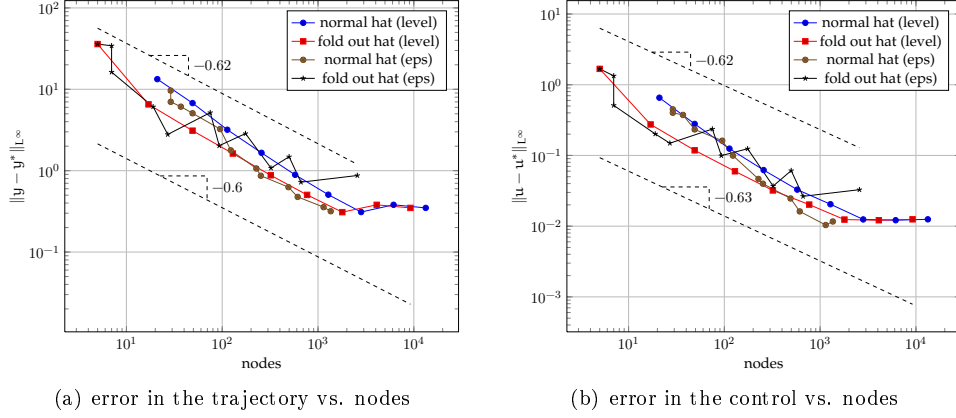 10^2
10^1
10^0
10^{-1}
‖y − y*‖_{L^∞}
normal hat (level)
fold out hat (level)
normal hat (eps)
fold out hat (eps)
−0.62
−0.6
10^1 10^2 10^3 10^4
nodes
(a) error in the trajectory vs. nodes
10^1
10^0
10^{-1}
10^{-2}
10^{-3}
‖u − u*‖_{L^∞}
normal hat (level)
fold out hat (level)
normal hat (eps)
fold out hat (eps)
−0.62
−0.63
10^1 10^2 10^3 10^4
nodes
(b) error in the control vs. nodes